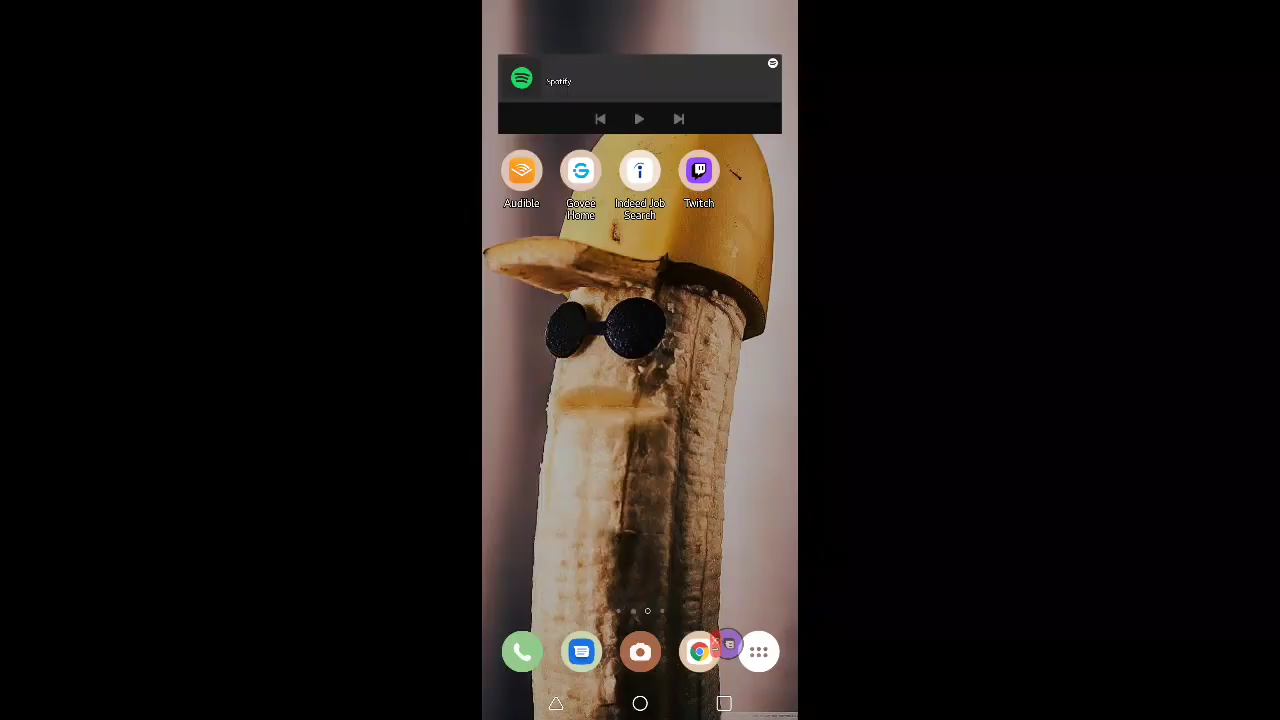 Spotify
Audible
Govee Home
Indeed Job Search
Twitch